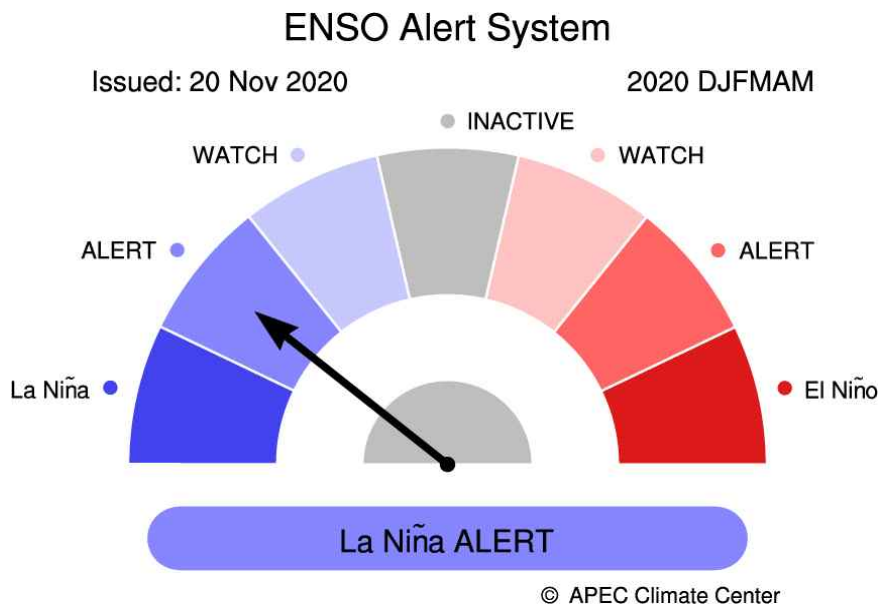 ENSO Alert System
Issued: 20 Nov 2020
2020 DJFMAM
INACTIVE
WATCH
WATCH
ALERT
ALERT
La Niña
El Niño
La Niña ALERT
© APEC Climate Center